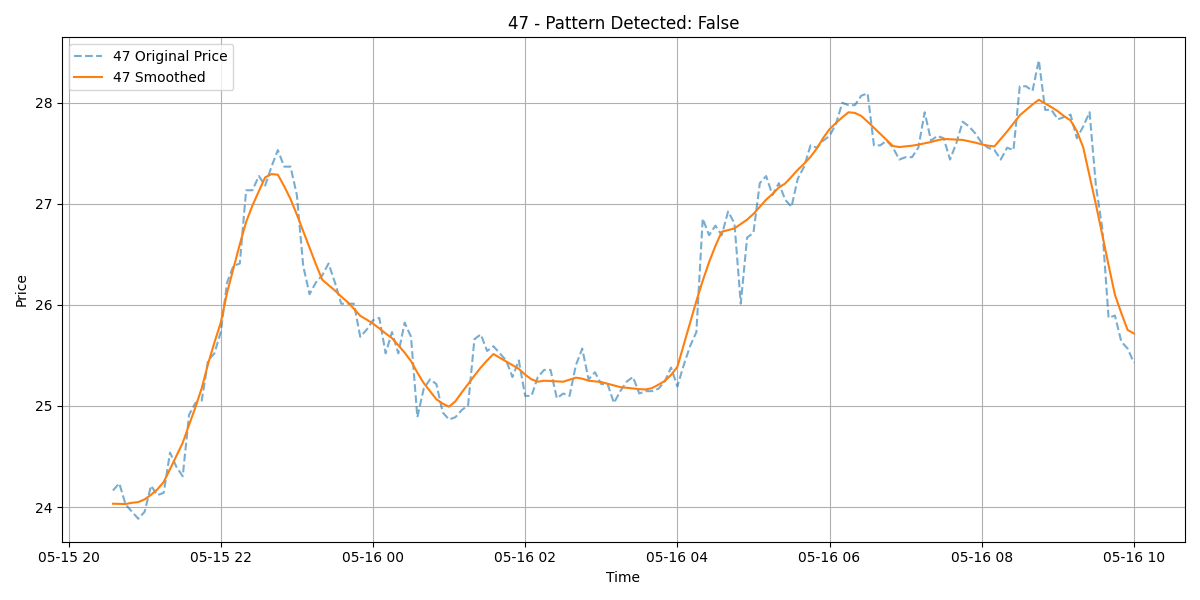 47 - Pattern Detected: False
47 Original Price
47 Smoothed
28
27
26
25
24
Price
05-15 20
05-15 22
05-16 00
05-16 02
05-16 04
05-16 06
05-16 08
05-16 10
Time